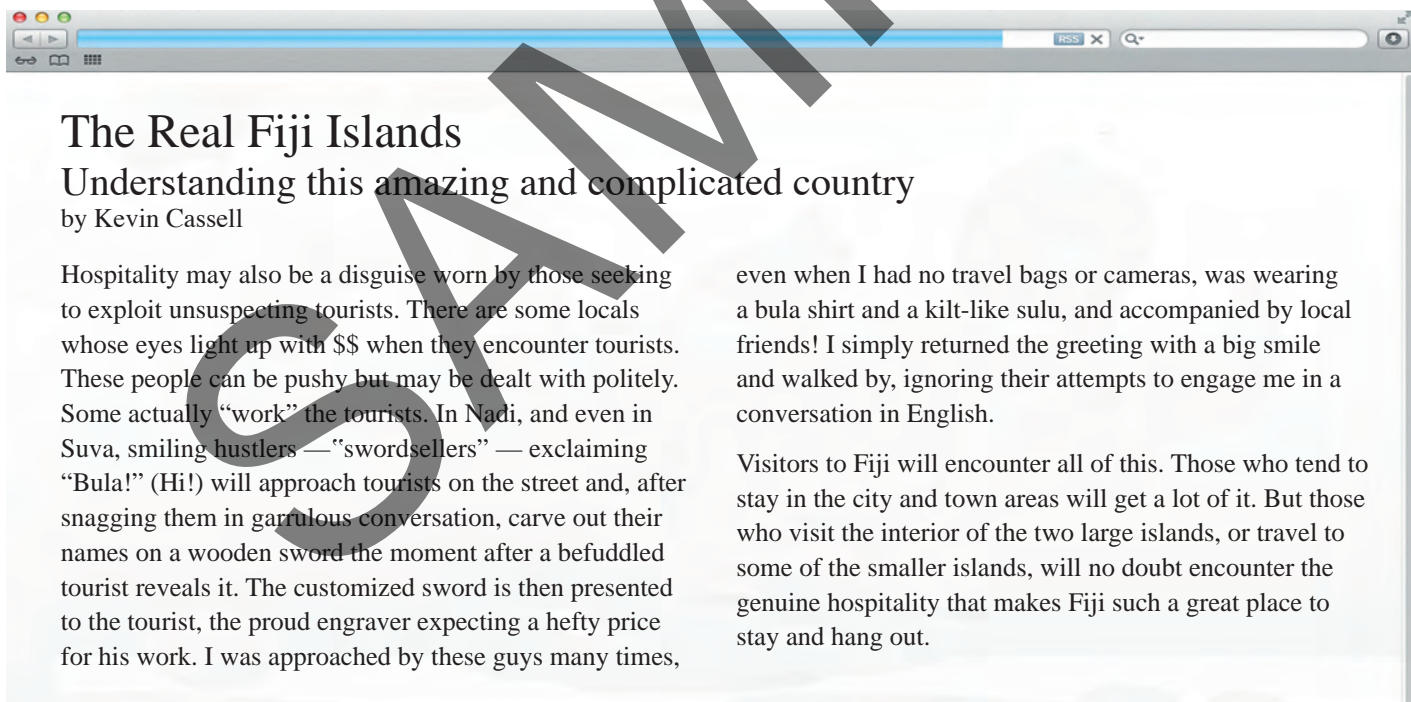 RSS
The Real Fiji Islands
Understanding this amazing and complicated country
by Kevin Cassell
Hospitality may also be a disguise worn by those seeking
to exploit unsuspecting tourists. There are some locals
whose eyes light up with $$ when they encounter tourists.
These people can be pushy but may be dealt with politely.
Some actually “work” the tourists. In Nadi, and even in
Suva, smiling hustlers —“swordsellers” — exclaiming
“Bula!” (Hi!) will approach tourists on the street and, after
snagging them in garrulous conversation, carve out their
names on a wooden sword the moment after a befuddled
tourist reveals it. The customized sword is then presented
to the tourist, the proud engraver expecting a hefty price
for his work. I was approached by these guys many times,
even when I had no travel bags or cameras, was wearing
a bula shirt and a kilt-like sulu, and accompanied by local
friends! I simply returned the greeting with a big smile
and walked by, ignoring their attempts to engage me in a
conversation in English.
Visitors to Fiji will encounter all of this. Those who tend to
stay in the city and town areas will get a lot of it. But those
who visit the interior of the two large islands, or travel to
some of the smaller islands, will no doubt encounter the
genuine hospitality that makes Fiji such a great place to
stay and hang out.
SAM